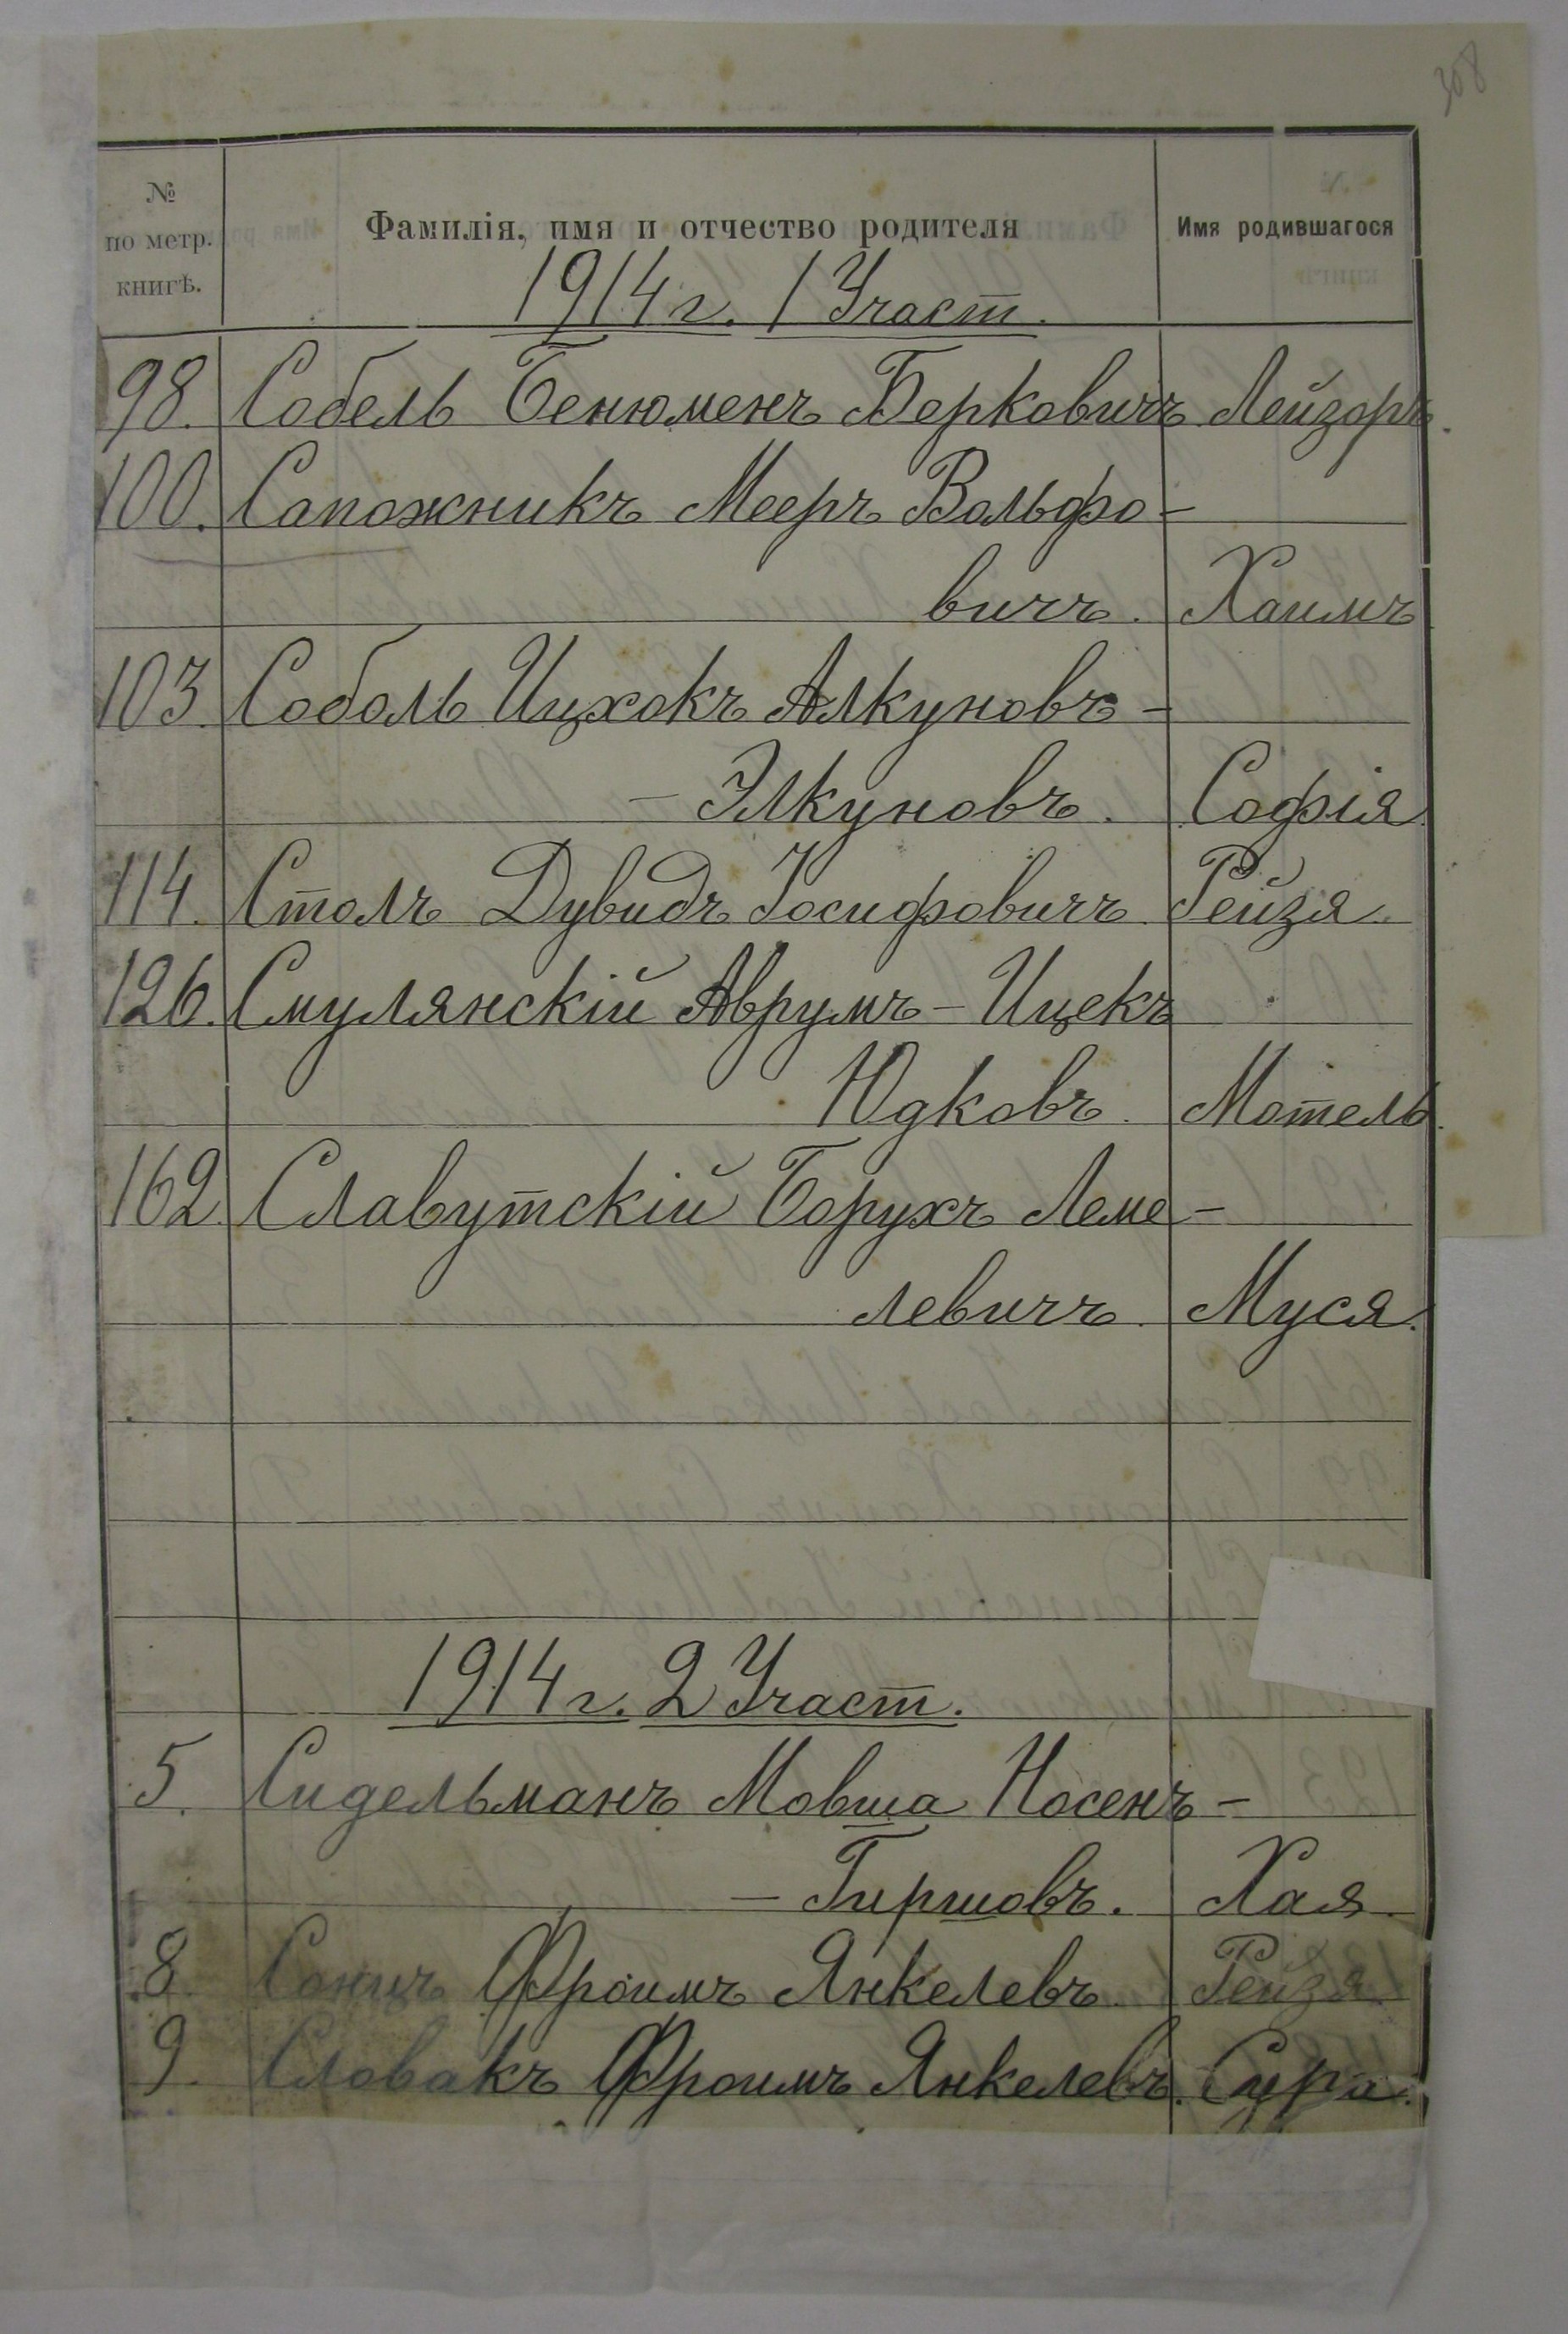 308
№ по метр. книгѣ. Фамилія, имя и отчество родителя Имя родившагося
1914 г. 1 Участ.
98. Собель Бенюменъ Берковичъ Лейзоръ.
100. Сапожникъ Мееръ Вольфо-
вичъ. Хаимъ
103 Соболь Ицхокъ Алкуновъ-
- Элкуновъ. Софія
114. Столъ Дувидъ Іосифовичъ. Рейзя.
126. Смулянскій Аврумъ-Ицекъ
Юдковъ. Мотель.
162 Славутскій Борухъ Леме-
левичъ. Муся.
1914 г. 2 Участ.
5. Сидельманъ Мовша Носенъ-
- Гиршовъ. Хая.
8. Фроимъ Янкелевъ. Рейзя
9. Словакъ Фроимъ Янкелевъ. Сура.